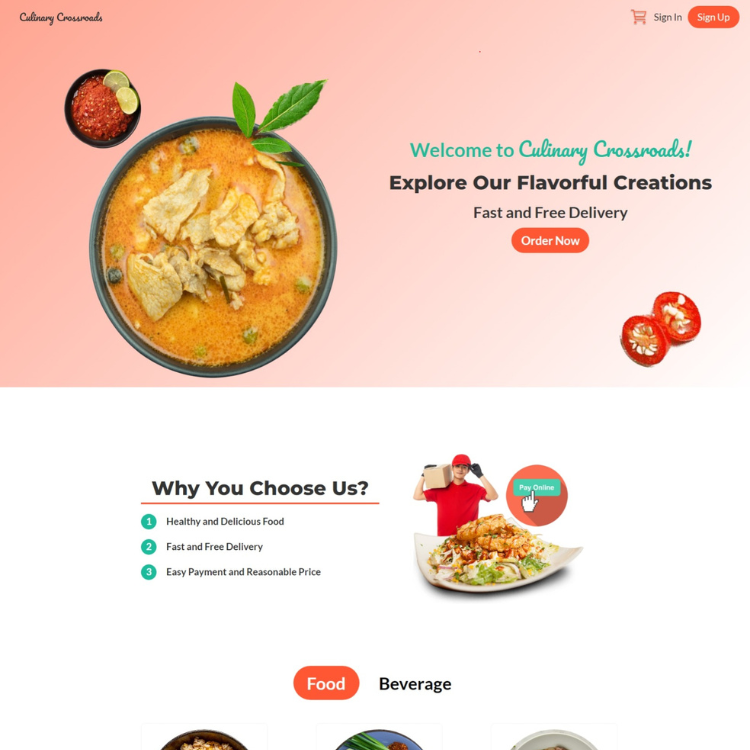 Culinary Crossroads
Sign In
Sign Up
Welcome to Culinary Crossroads!
Explore Our Flavorful Creations
Fast and Free Delivery
Order Now
Why You Choose Us?
1 Healthy and Delicious Food
2 Fast and Free Delivery
3 Easy Payment and Reasonable Price
Pay Online
Food
Beverage